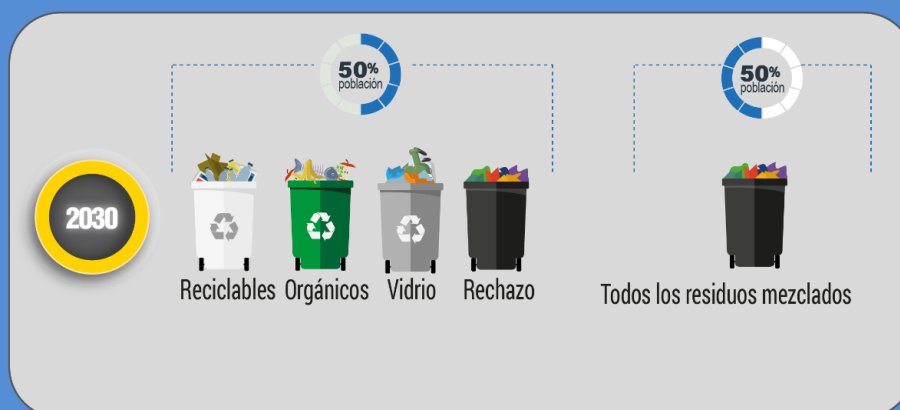 50%
población
50%
población
2030
Reciclables Orgánicos Vidrio Rechazo
Todos los residuos mezclados